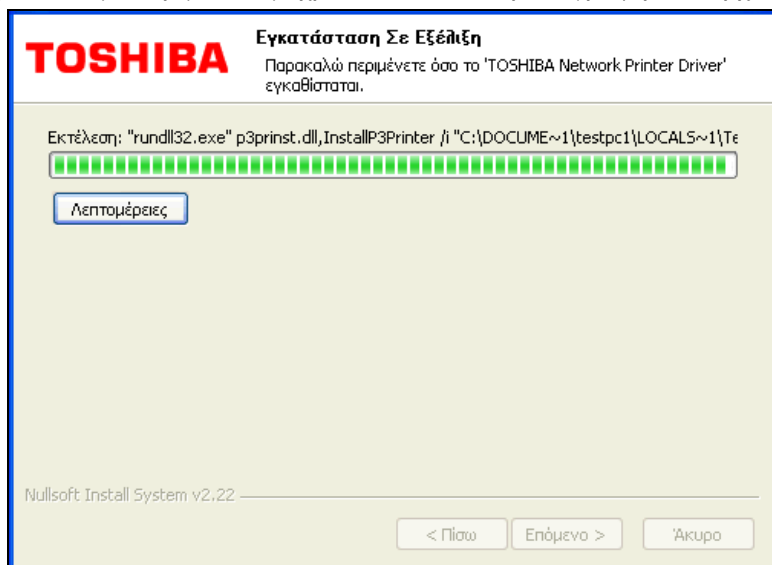 TOSHIBA
Εγκατάσταση Σε Εξέλιξη
Παρακαλώ περιμένετε όσο το 'TOSHIBA Network Printer Driver'
εγκαθίσταται.
Εκτέλεση: "rundll32.exe" p3prinst.dll,InstallP3Printer /i "C:\DOCUME~1\testpc1\LOCALS~1\Te
Λεπτομέρειες
Nullsoft Install System v2.22
< Πίσω Επόμενο > Άκυρο